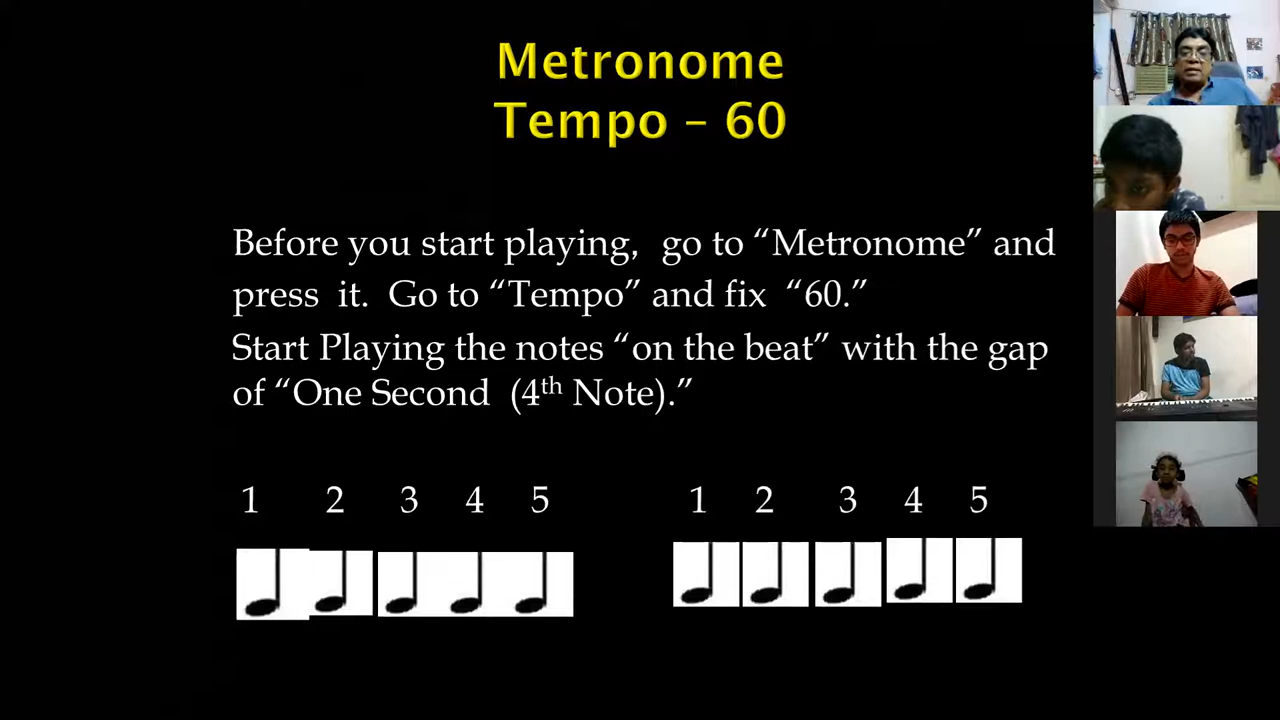 Metronome
Tempo – 60
Before you start playing,  go to “Metronome” and
press  it.  Go to “Tempo” and fix  “60.”
Start Playing the notes “on the beat” with the gap
of “One Second  (4th Note).”
1 2 3 4 5 1 2 3 4 5